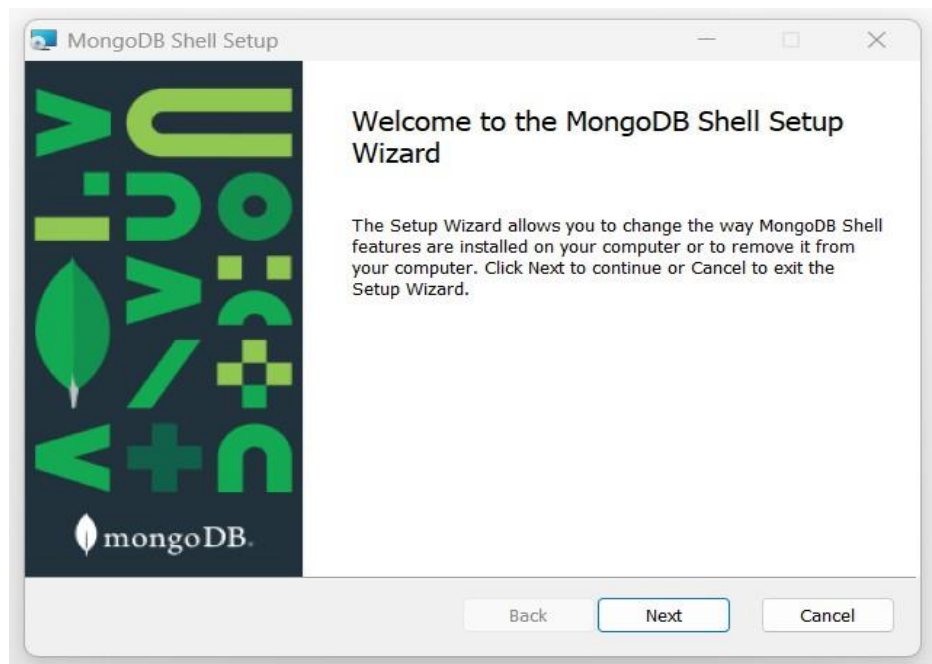 MongoDB Shell Setup
Welcome to the MongoDB Shell Setup
Wizard
The Setup Wizard allows you to change the way MongoDB Shell
features are installed on your computer or to remove it from
your computer. Click Next to continue or Cancel to exit the
Setup Wizard.
mongoDB.
Back Next Cancel